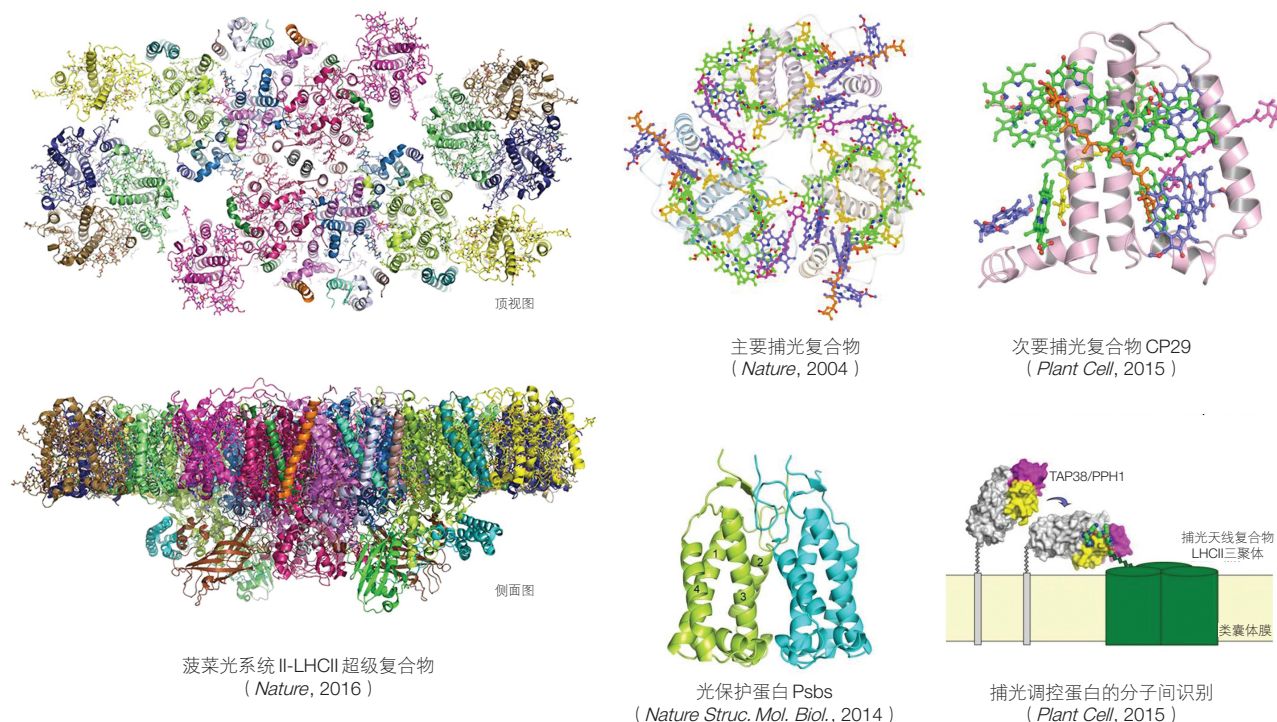 顶视图
侧面图
菠菜光系统 II-LHCII 超级复合物
（Nature, 2016）
主要捕光复合物
（Nature, 2004）
次要捕光复合物 CP29
（Plant Cell, 2015）
1
2
4
3
光保护蛋白 Psbs
（Nature Struc. Mol. Biol., 2014）
TAP38/PPH1
捕光天线复合物
LHCII三聚体
类囊体膜
捕光调控蛋白的分子间识别
（Plant Cell, 2015）